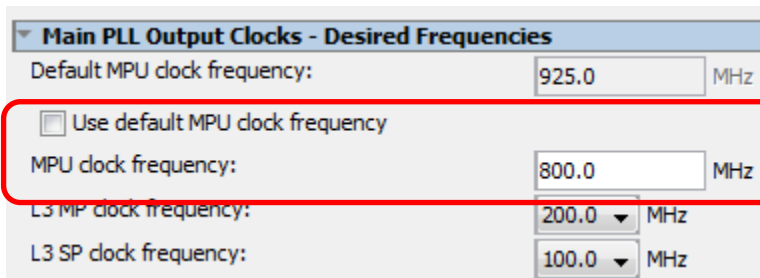 Main PLL Output Clocks - Desired Frequencies
Default MPU clock frequency: 925.0 MHz
Use default MPU clock frequency
MPU clock frequency: 800.0 MHz
L3 MP clock frequency: 200.0 MHz
L3 SP clock frequency: 100.0 MHz